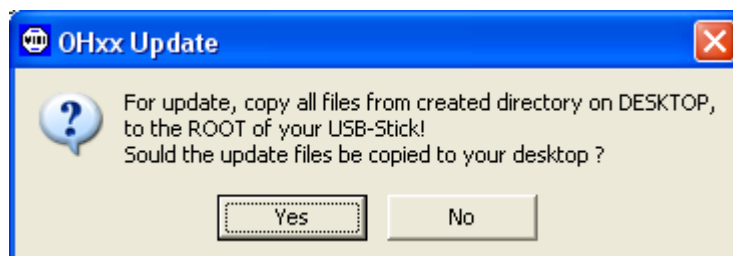 OHxx Update
For update, copy all files from created directory on DESKTOP,
to the ROOT of your USB-Stick!
Sould the update files be copied to your desktop ?
Yes
No